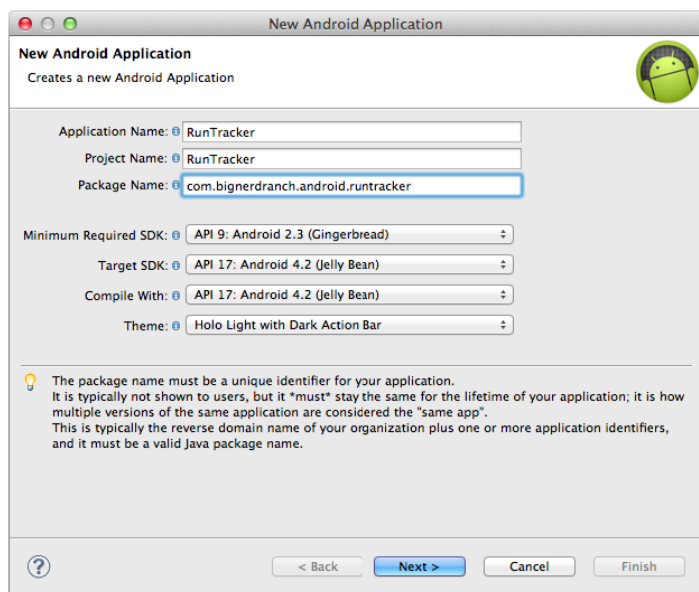 New Android Application
New Android Application
Creates a new Android Application
Application Name: RunTracker
Project Name: RunTracker
Package Name: com.bignerdranch.android.runtracker
Minimum Required SDK: API 9: Android 2.3 (Gingerbread)
Target SDK: API 17: Android 4.2 (Jelly Bean)
Compile With: API 17: Android 4.2 (Jelly Bean)
Theme: Holo Light with Dark Action Bar
The package name must be a unique identifier for your application.
It is typically not shown to users, but it *must* stay the same for the lifetime of your application; it is how
multiple versions of the same application are considered the "same app".
This is typically the reverse domain name of your organization plus one or more application identifiers,
and it must be a valid Java package name.
? < Back Next > Cancel Finish